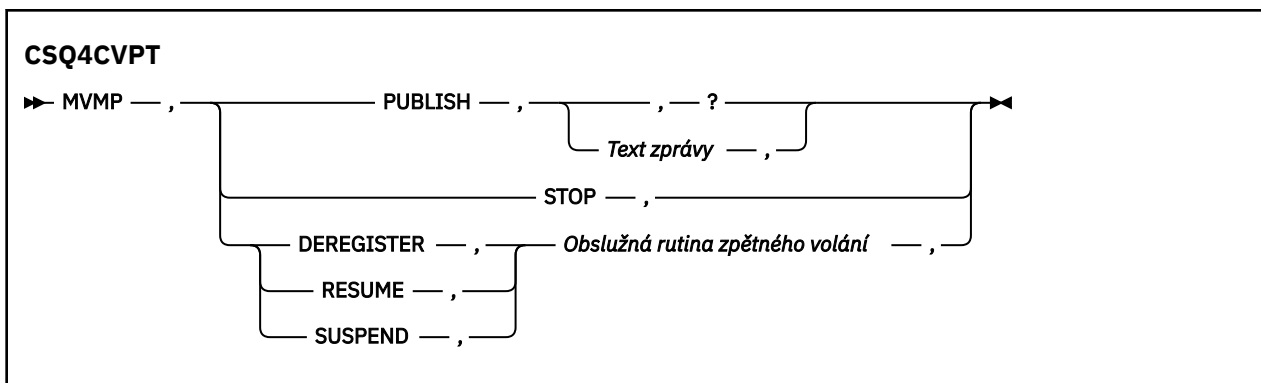 CSQ4CVPT
MVMP , PUBLISH , , ?
Text zprávy ,
STOP ,
DEREGISTER , Obslužná rutina zpětného volání ,
RESUME ,
SUSPEND ,